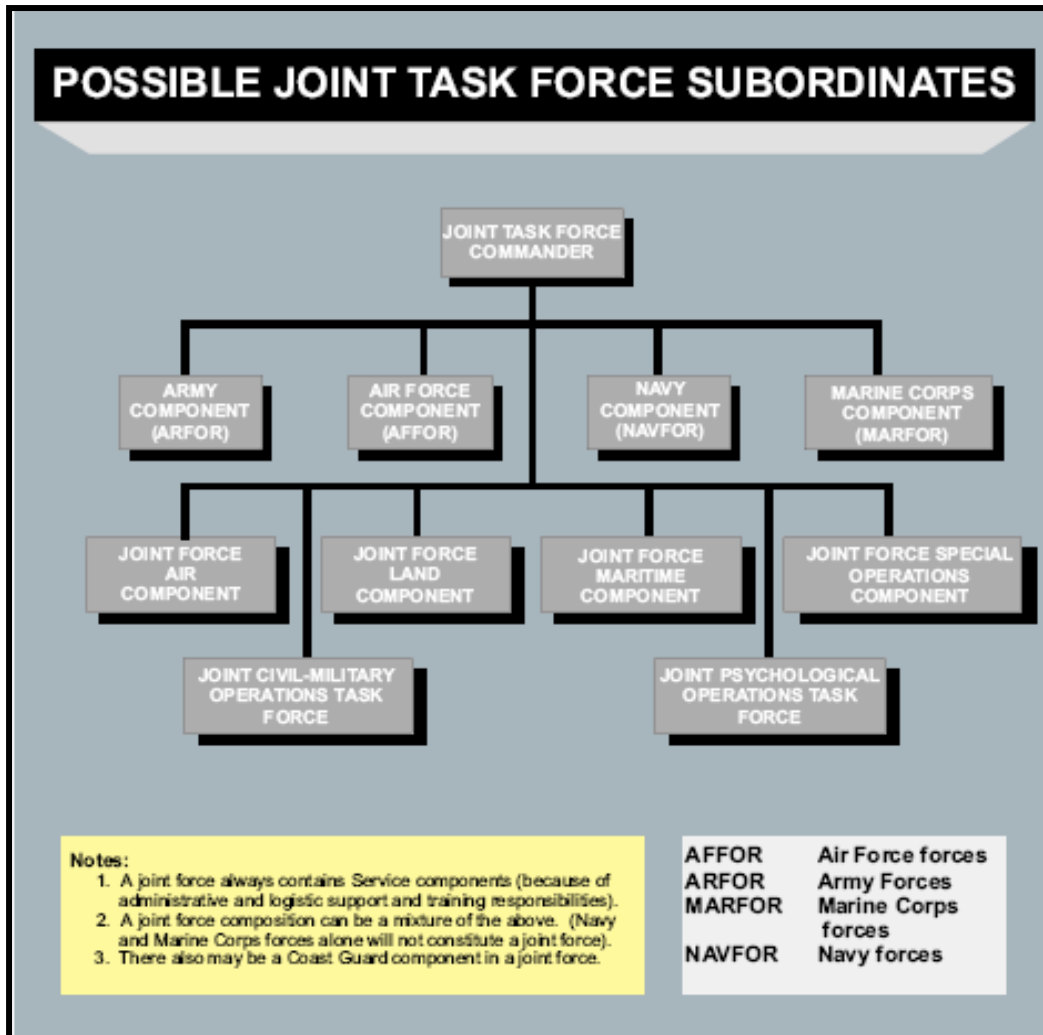 POSSIBLE JOINT TASK FORCE SUBORDINATES
JOINT TASK FORCE
COMMANDER
ARMY
COMPONENT
(ARFOR)
AIR FORCE
COMPONENT
(AFFOR)
NAVY
COMPONENT
(NAVFOR)
MARINE CORPS
COMPONENT
(MARFOR)
JOINT FORCE
AIR
COMPONENT
JOINT FORCE
LAND
COMPONENT
JOINT FORCE
MARITIME
COMPONENT
JOINT FORCE SPECIAL
OPERATIONS
COMPONENT
JOINT CIVIL-MILITARY
OPERATIONS TASK
FORCE
JOINT PSYCHOLOGICAL
OPERATIONS TASK
FORCE
Notes:
1. A joint force always contains Service components (because of
administrative and logistic support and training responsibilities).
2. A joint force composition can be a mixture of the above. (Navy
and Marine Corps forces alone will not constitute a joint force).
3. There also may be a Coast Guard component in a joint force.
AFFOR Air Force forces
ARFOR Army Forces
MARFOR Marine Corps
forces
NAVFOR Navy forces